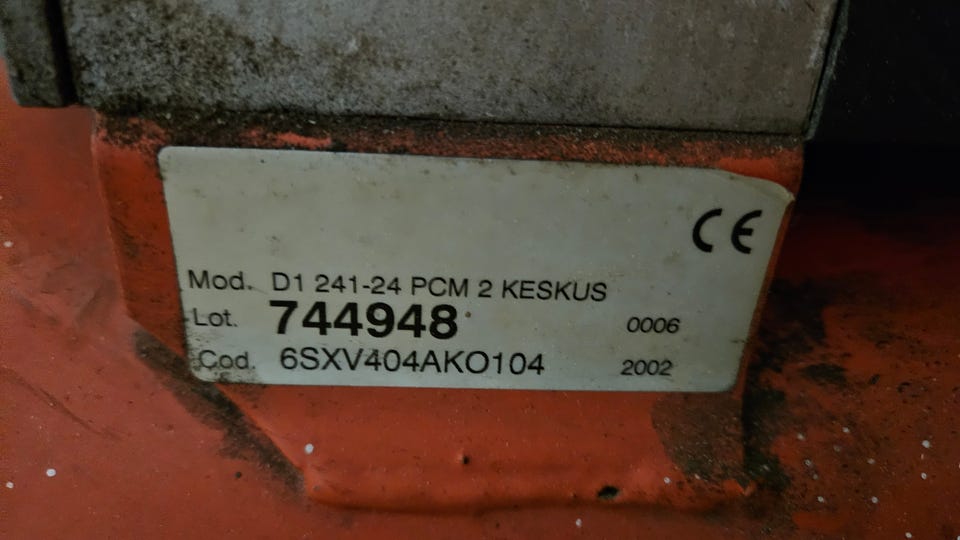 CE
Mod. D1 241-24 PCM 2 KESKUS
Lot. 744948 0006
Cod. 6SXV404AKO104 2002